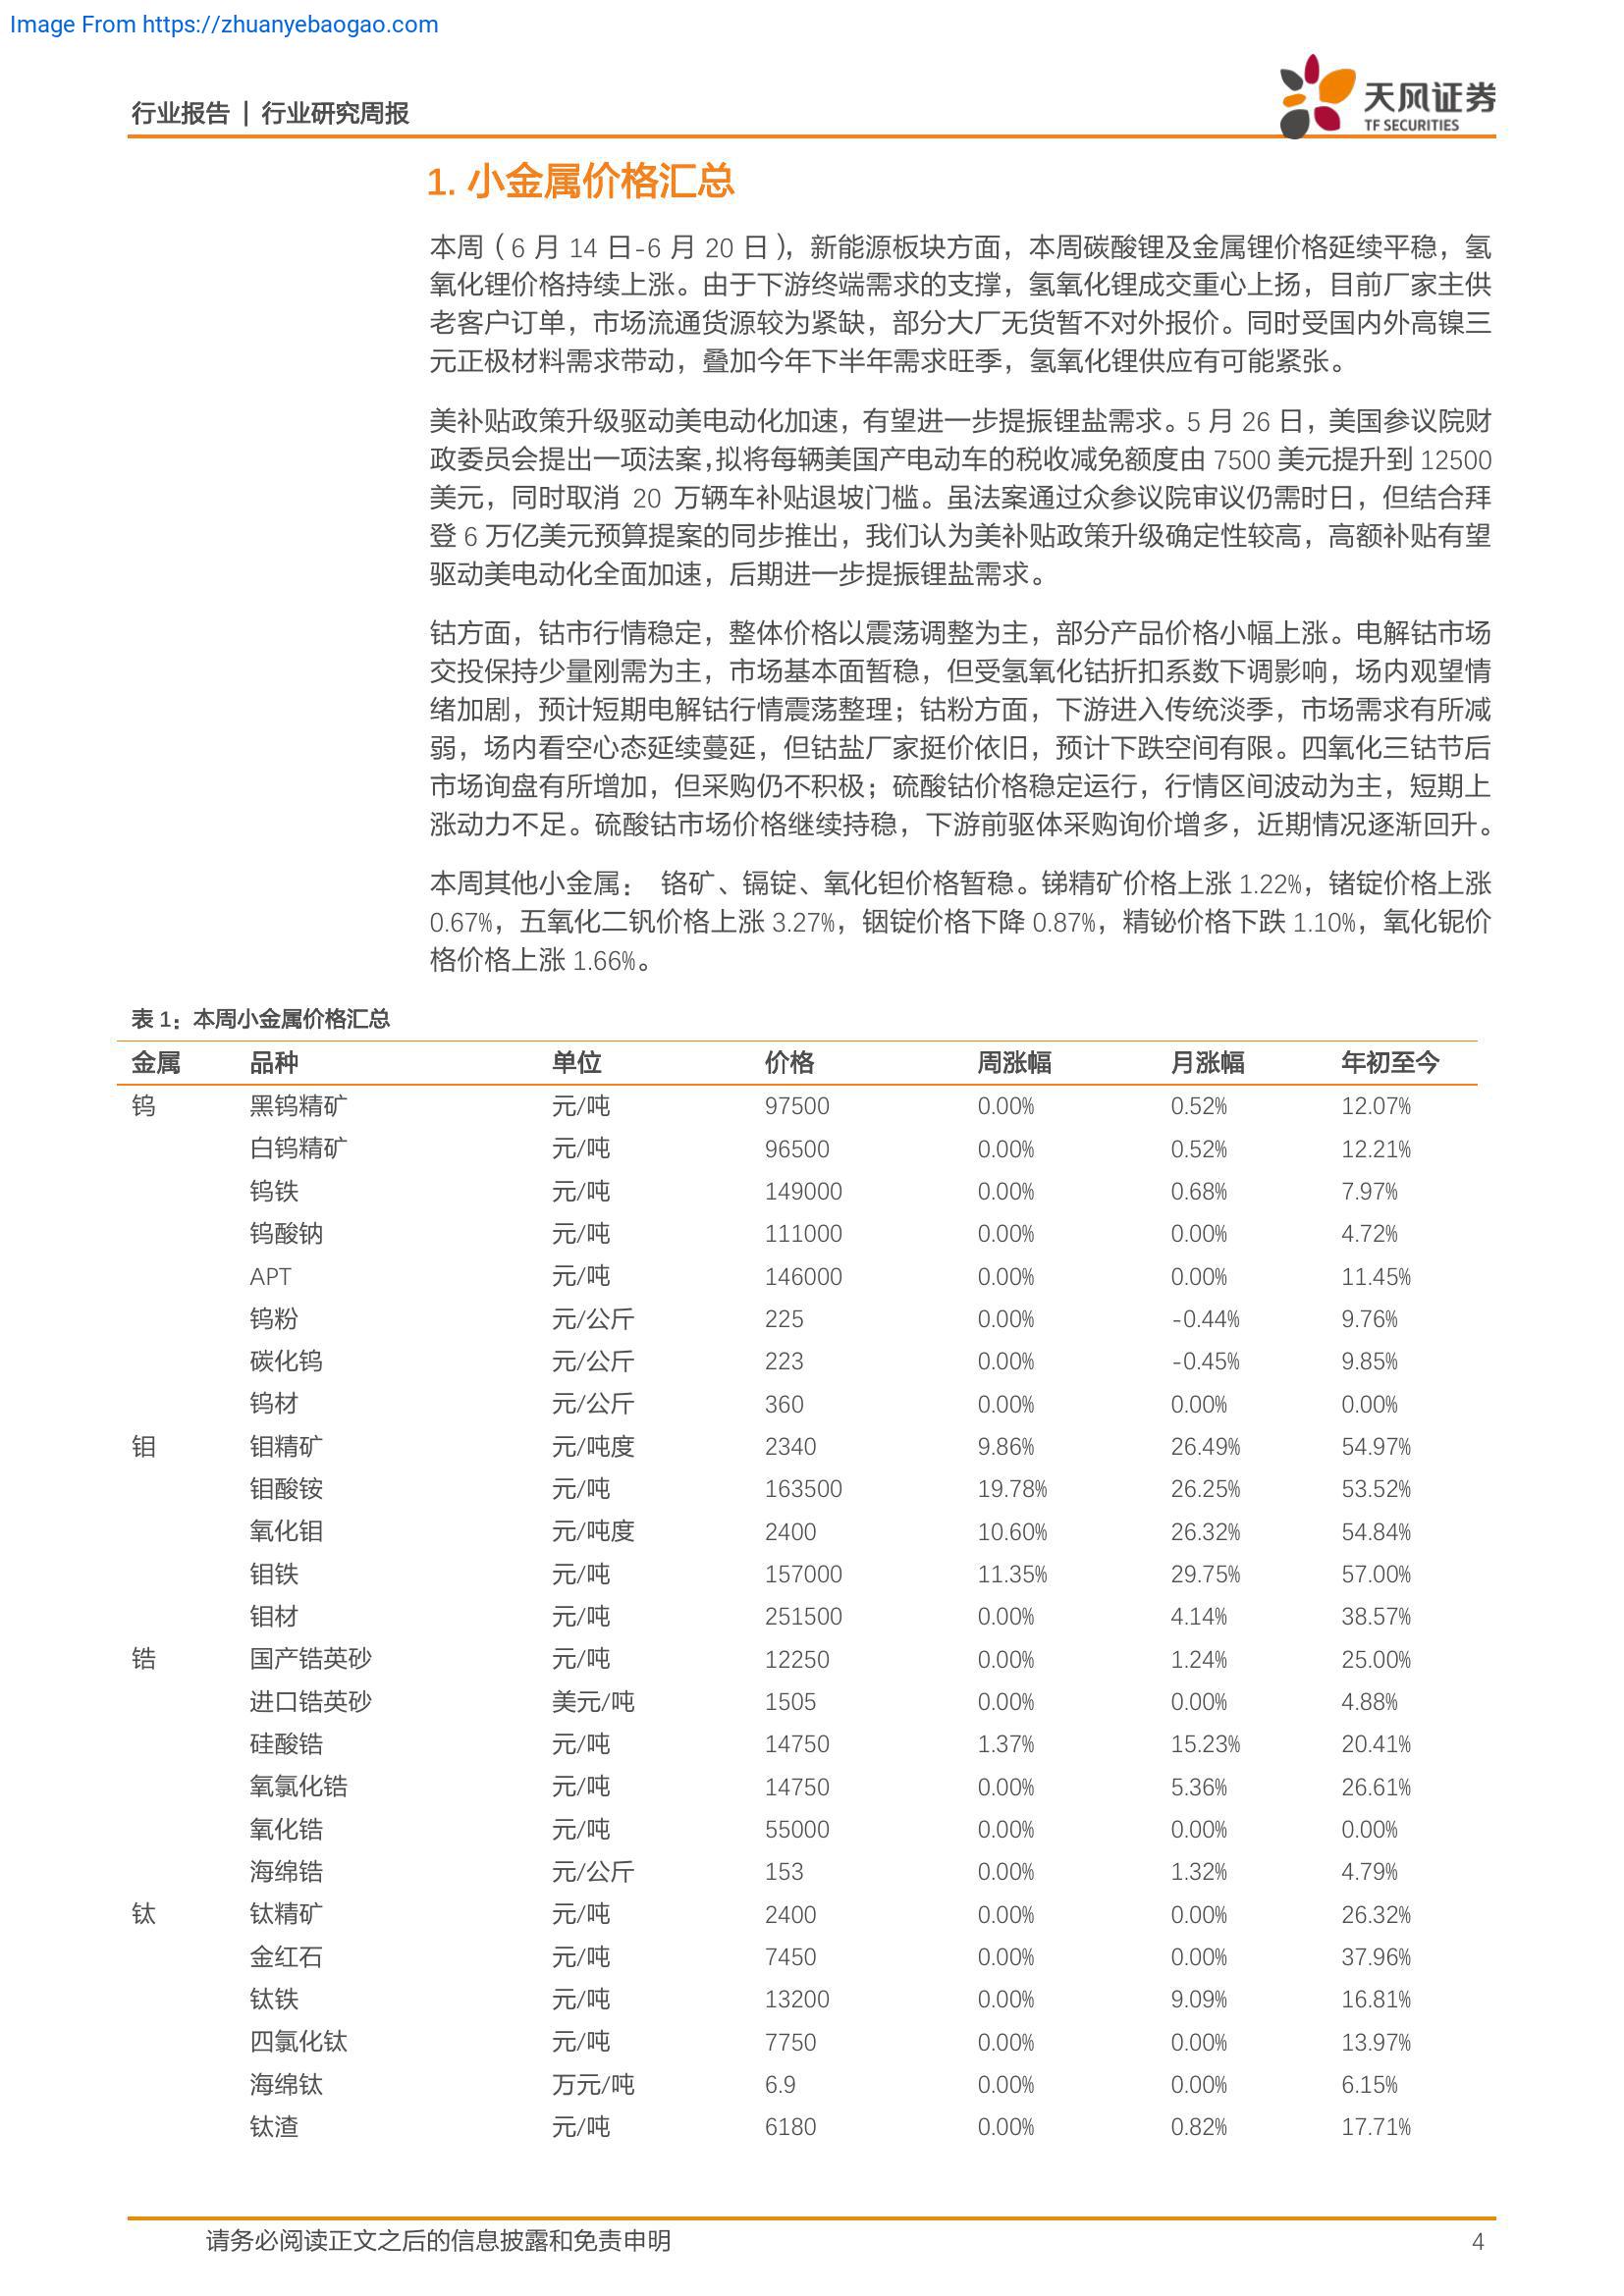 Image From https://zhuanyebaogao.com
行业报告 | 行业研究周报
天风证券
TF SECURITIES
1. 小金属价格汇总
本周（6 月 14 日-6 月 20 日），新能源板块方面，本周碳酸锂及金属锂价格延续平稳，氢
氧化锂价格持续上涨。由于下游终端需求的支撑，氢氧化锂成交重心上扬，目前厂家主供
老客户订单，市场流通货源较为紧缺，部分大厂无货暂不对外报价。同时受国内外高镍三
元正极材料需求带动，叠加今年下半年需求旺季，氢氧化锂供应有可能紧张。
美补贴政策升级驱动美电动化加速，有望进一步提振锂盐需求。5 月 26 日，美国参议院财
政委员会提出一项法案，拟将每辆美国产电动车的税收减免额度由 7500 美元提升到 12500
美元，同时取消 20 万辆车补贴退坡门槛。虽法案通过众参议院审议仍需时日，但结合拜
登 6 万亿美元预算提案的同步推出，我们认为美补贴政策升级确定性较高，高额补贴有望
驱动美电动化全面加速，后期进一步提振锂盐需求。
钴方面，钴市行情稳定，整体价格以震荡调整为主，部分产品价格小幅上涨。电解钴市场
交投保持少量刚需为主，市场基本面暂稳，但受氢氧化钴折扣系数下调影响，场内观望情
绪加剧，预计短期电解钴行情震荡整理；钴粉方面，下游进入传统淡季，市场需求有所减
弱，场内看空心态延续蔓延，但钴盐厂家挺价依旧，预计下跌空间有限。四氧化三钴节后
市场询盘有所增加，但采购仍不积极；硫酸钴价格稳定运行，行情区间波动为主，短期上
涨动力不足。硫酸钴市场价格继续持稳，下游前驱体采购询价增多，近期情况逐渐回升。
本周其他小金属： 铬矿、镉锭、氧化钽价格暂稳。锑精矿价格上涨 1.22%，锗锭价格上涨
0.67%，五氧化二钒价格上涨 3.27%，铟锭价格下降 0.87%，精铋价格下跌 1.10%，氧化铌价
格价格上涨 1.66%。
表 1：本周小金属价格汇总
金属 品种 单位 价格 周涨幅 月涨幅 年初至今
钨 黑钨精矿 元/吨 97500 0.00% 0.52% 12.07%
白钨精矿 元/吨 96500 0.00% 0.52% 12.21%
钨铁 元/吨 149000 0.00% 0.68% 7.97%
钨酸钠 元/吨 111000 0.00% 0.00% 4.72%
APT 元/吨 146000 0.00% 0.00% 11.45%
钨粉 元/公斤 225 0.00% -0.44% 9.76%
碳化钨 元/公斤 223 0.00% -0.45% 9.85%
钨材 元/公斤 360 0.00% 0.00% 0.00%
钼 钼精矿 元/吨度 2340 9.86% 26.49% 54.97%
钼酸铵 元/吨 163500 19.78% 26.25% 53.52%
氧化钼 元/吨度 2400 10.60% 26.32% 54.84%
钼铁 元/吨 157000 11.35% 29.75% 57.00%
钼材 元/吨 251500 0.00% 4.14% 38.57%
锆 国产锆英砂 元/吨 12250 0.00% 1.24% 25.00%
进口锆英砂 美元/吨 1505 0.00% 0.00% 4.88%
硅酸锆 元/吨 14750 1.37% 15.23% 20.41%
氧氯化锆 元/吨 14750 0.00% 5.36% 26.61%
氧化锆 元/吨 55000 0.00% 0.00% 0.00%
海绵锆 元/公斤 153 0.00% 1.32% 4.79%
钛 钛精矿 元/吨 2400 0.00% 0.00% 26.32%
金红石 元/吨 7450 0.00% 0.00% 37.96%
钛铁 元/吨 13200 0.00% 9.09% 16.81%
四氯化钛 元/吨 7750 0.00% 0.00% 13.97%
海绵钛 万元/吨 6.9 0.00% 0.00% 6.15%
钛渣 元/吨 6180 0.00% 0.82% 17.71%
请务必阅读正文之后的信息披露和免责申明 4